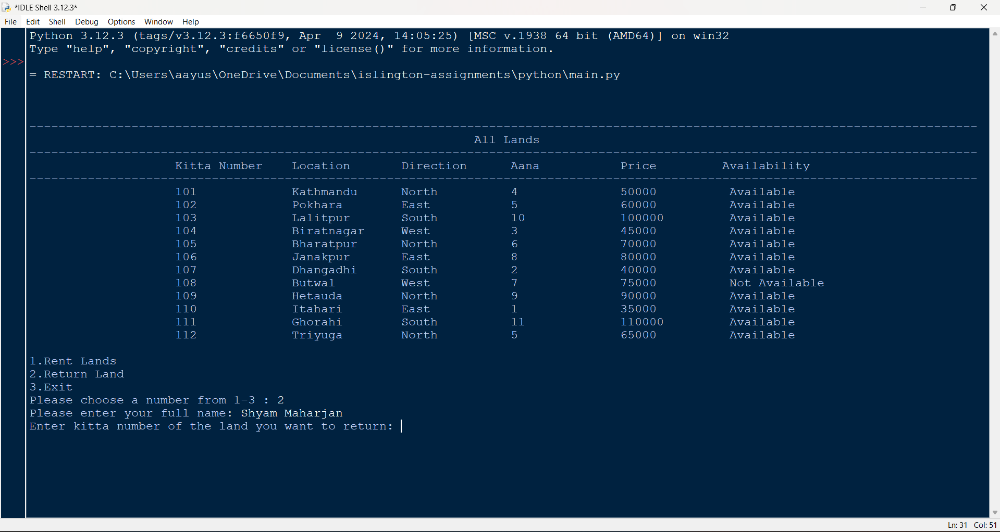 *IDLE Shell 3.12.3*
File Edit Shell Debug Options Window Help
Python 3.12.3 (tags/v3.12.3:f6650f9, Apr  9 2024, 14:05:25) [MSC v.1938 64 bit (AMD64)] on win32
Type "help", "copyright", "credits" or "license()" for more information.
>>>
= RESTART: C:\Users\aayus\OneDrive\Documents\islington-assignments\python\main.py
All Lands
Kitta Number Location Direction Aana Price Availability
101 Kathmandu North 4 50000 Available
102 Pokhara East 5 60000 Available
103 Lalitpur South 10 100000 Available
104 Biratnagar West 3 45000 Available
105 Bharatpur North 6 70000 Available
106 Janakpur East 8 80000 Available
107 Dhangadhi South 2 40000 Available
108 Butwal West 7 75000 Not Available
109 Hetauda North 9 90000 Available
110 Itahari East 1 35000 Available
111 Ghorahi South 11 110000 Available
112 Triyuga North 5 65000 Available
1.Rent Lands
2.Return Land
3.Exit
Please choose a number from 1-3 : 2
Please enter your full name: Shyam Maharjan
Enter kitta number of the land you want to return:
Ln: 31 Col: 51